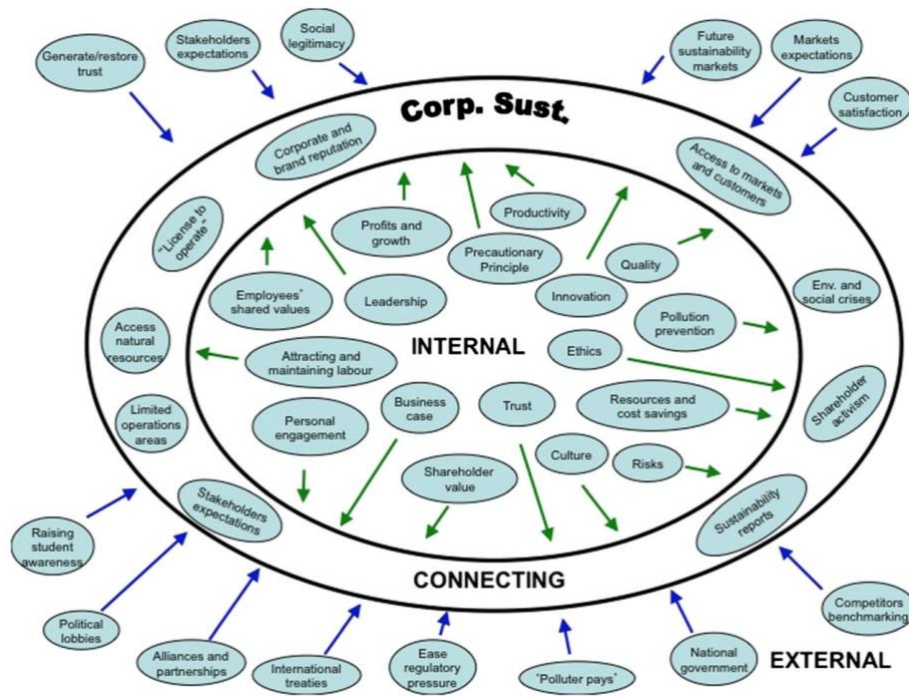 Social
legitimacy
Stakeholders
expectations
Generate/restore
trust
Future
sustainability
markets
Markets
expectations
Customer
satisfaction
Corp. Sust.
Corporate and
brand reputation
Access to markets
and customers
"License to
operate"
Productivity
Profits and
growth
Precautionary
Principle
Quality
Employees'
shared values
Leadership
Innovation
Env. and
social crises
Pollution
prevention
Access
natural
resources
INTERNAL
Ethics
Attracting and
maintaining labour
Business
case
Trust
Resources and
cost savings
Shareholder
activism
Limited
operations
areas
Personal
engagement
Culture
Risks
Shareholder
value
Stakeholders
expectations
Sustainability
reports
CONNECTING
Raising
student
awareness
Political
lobbies
Alliances and
partnerships
International
treaties
Ease
regulatory
pressure
"Polluter pays"
National
government
Competitors
benchmarking
EXTERNAL